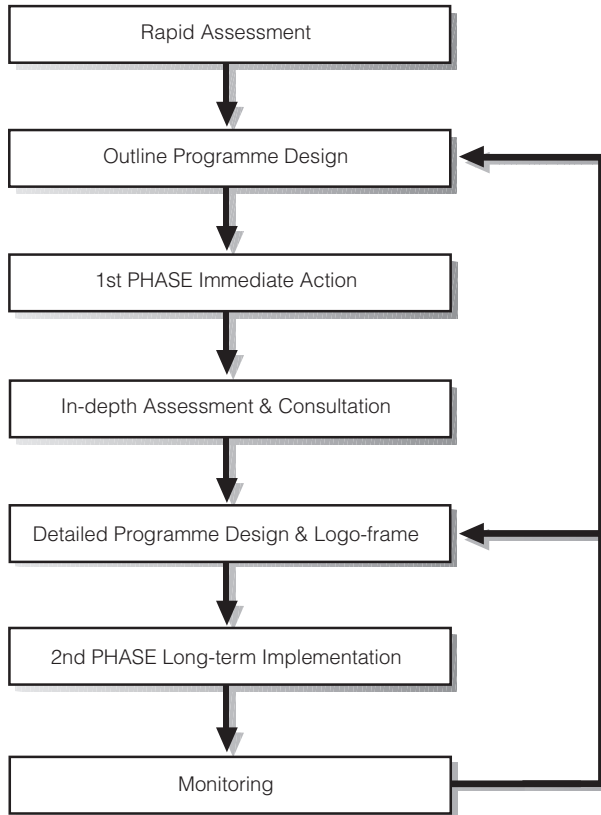 Rapid Assessment
Outline Programme Design
1st PHASE Immediate Action
In-depth Assessment & Consultation
Detailed Programme Design & Logo-frame
2nd PHASE Long-term Implementation
Monitoring